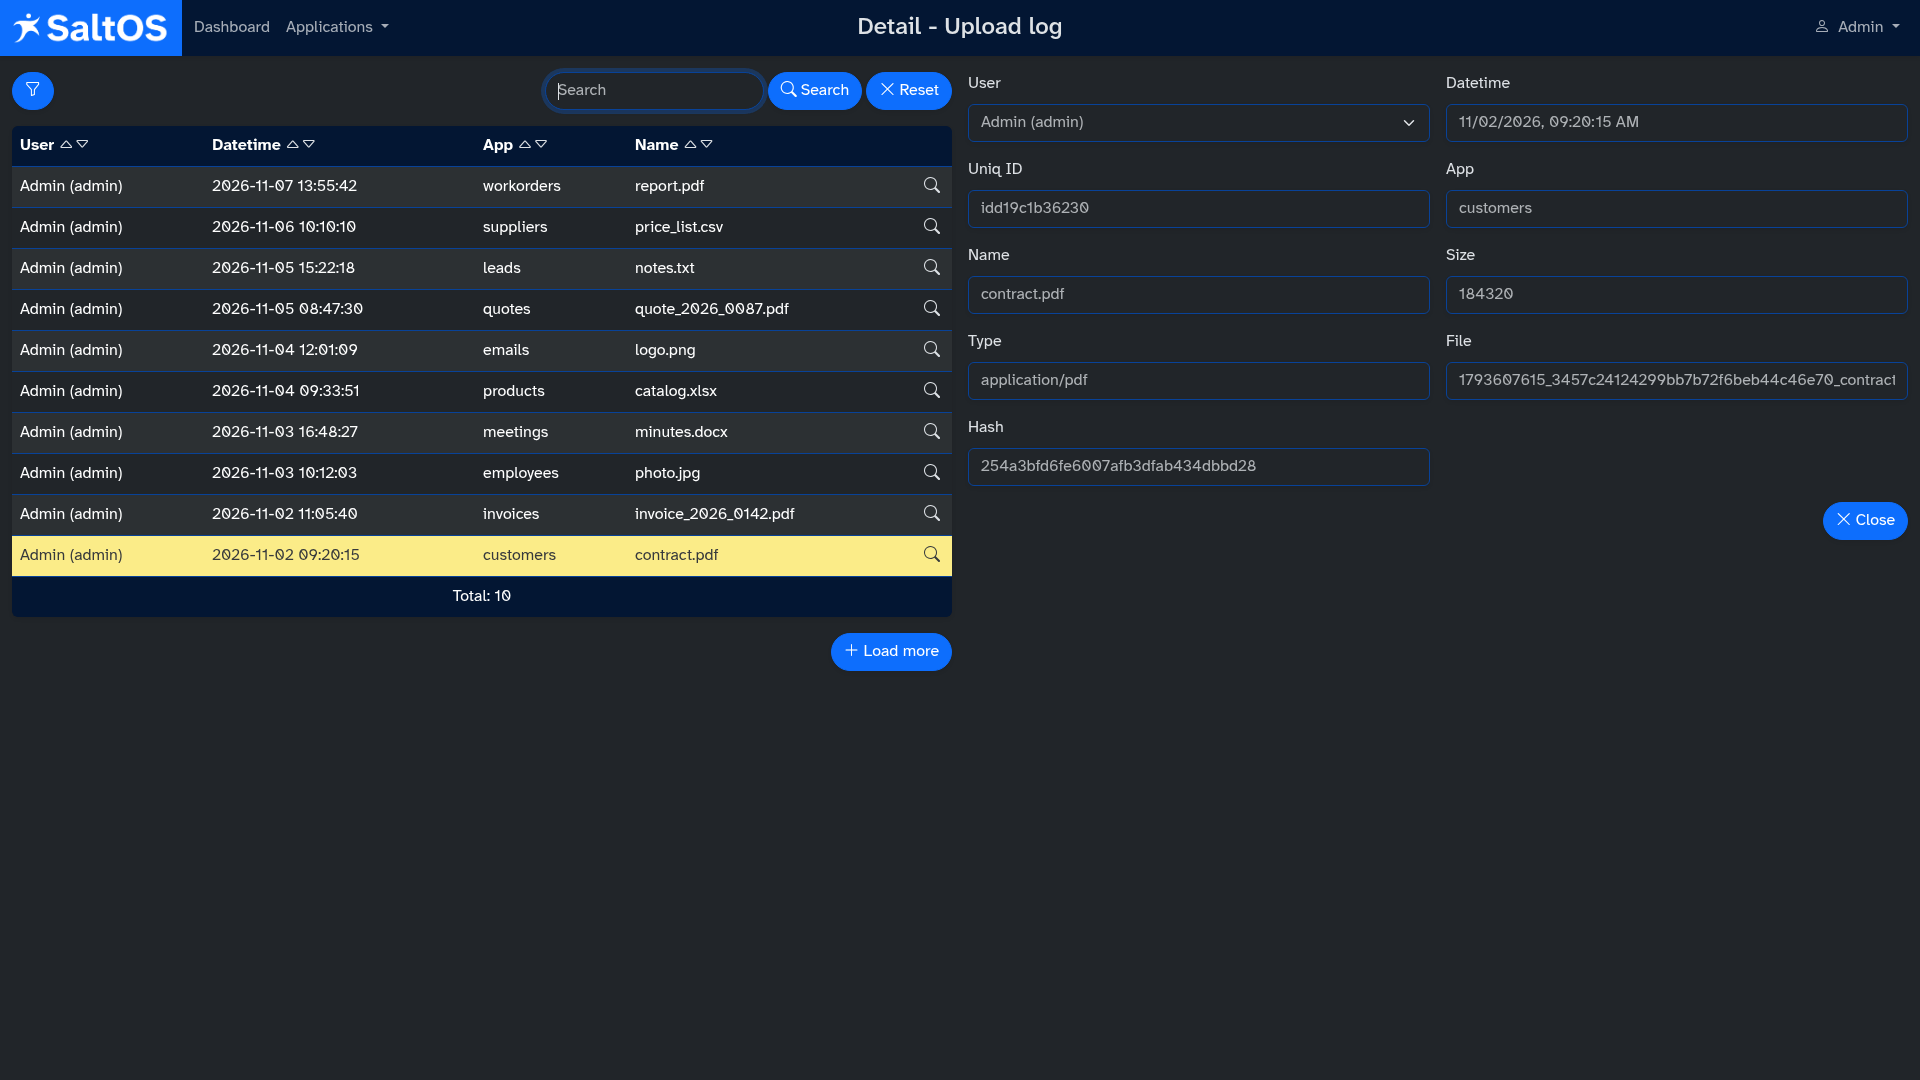 SaltOS Dashboard Applications Detail - Upload log Admin
Search Search Reset
User Datetime App Name
Admin (admin) 2026-11-07 13:55:42 workorders report.pdf
Admin (admin) 2026-11-06 10:10:10 suppliers price_list.csv
Admin (admin) 2026-11-05 15:22:18 leads notes.txt
Admin (admin) 2026-11-05 08:47:30 quotes quote_2026_0087.pdf
Admin (admin) 2026-11-04 12:01:09 emails logo.png
Admin (admin) 2026-11-04 09:33:51 products catalog.xlsx
Admin (admin) 2026-11-03 16:48:27 meetings minutes.docx
Admin (admin) 2026-11-03 10:12:03 employees photo.jpg
Admin (admin) 2026-11-02 11:05:40 invoices invoice_2026_0142.pdf
Admin (admin) 2026-11-02 09:20:15 customers contract.pdf
Total: 10
Load more
User
Admin (admin)
Datetime
11/02/2026, 09:20:15 AM
Uniq ID
idd19c1b36230
App
customers
Name
contract.pdf
Size
184320
Type
application/pdf
File
1793607615_3457c24124299bb7b72f6beb44c46e70_contract
Hash
254a3bfd6fe6007afb3dfab434dbbd28
Close